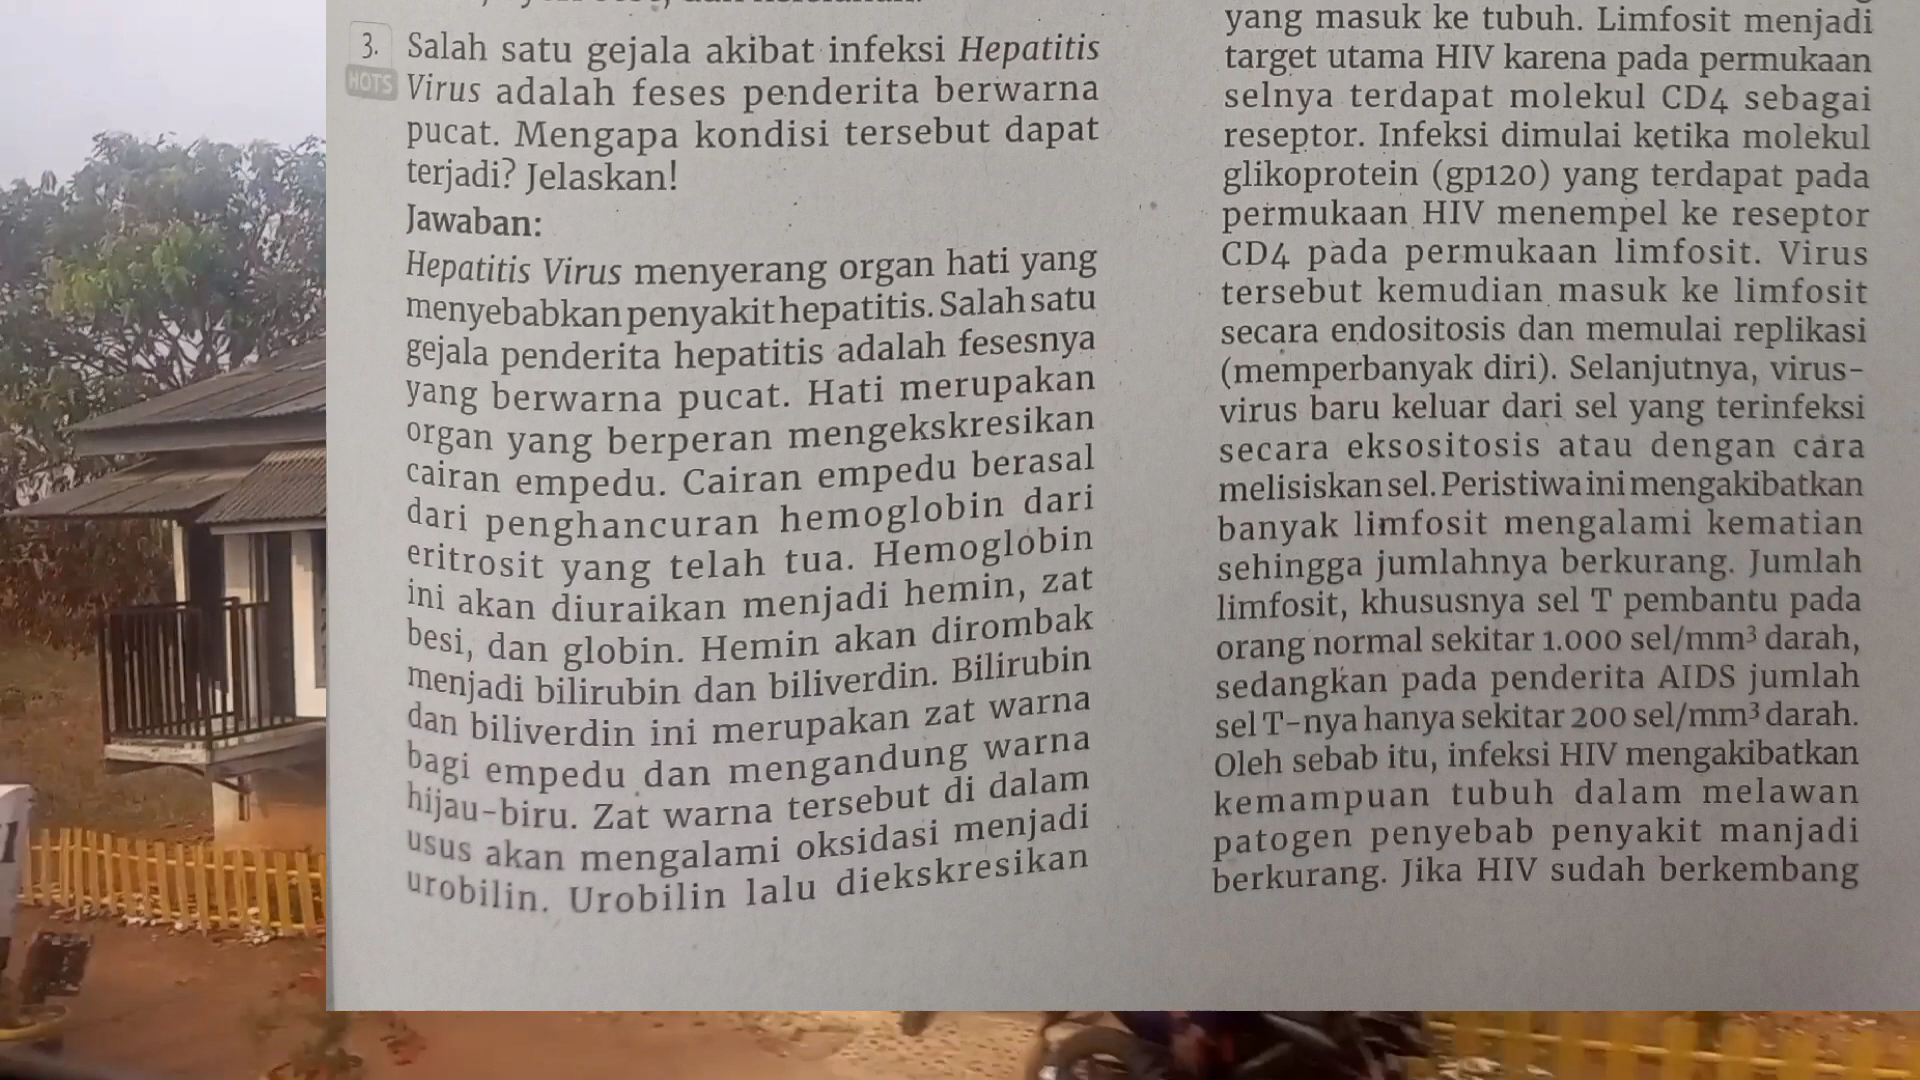 3. Salah satu gejala akibat infeksi Hepatitis
HOTS Virus adalah feses penderita berwarna
pucat. Mengapa kondisi tersebut dapat
terjadi? Jelaskan!
Jawaban:
Hepatitis Virus menyerang organ hati yang
menyebabkan penyakit hepatitis. Salah satu
gejala penderita hepatitis adalah fesesnya
yang berwarna pucat. Hati merupakan
organ yang berperan mengekskresikan
cairan empedu. Cairan empedu berasal
dari penghancuran hemoglobin dari
eritrosit yang telah tua. Hemoglobin
ini akan diuraikan menjadi hemin, zat
besi, dan globin. Hemin akan dirombak
menjadi bilirubin dan biliverdin. Bilirubin
dan biliverdin ini merupakan zat warna
bagi empedu dan mengandung warna
hijau-biru. Zat warna tersebut di dalam
usus akan mengalami oksidasi menjadi
urobilin. Urobilin lalu diekskresikan
yang masuk ke tubuh. Limfosit menjadi
target utama HIV karena pada permukaan
selnya terdapat molekul CD4 sebagai
reseptor. Infeksi dimulai ketika molekul
glikoprotein (gp120) yang terdapat pada
permukaan HIV menempel ke reseptor
CD4 pada permukaan limfosit. Virus
tersebut kemudian masuk ke limfosit
secara endositosis dan memulai replikasi
(memperbanyak diri). Selanjutnya, virus-
virus baru keluar dari sel yang terinfeksi
secara eksositosis atau dengan cara
melisiskan sel. Peristiwa ini mengakibatkan
banyak limfosit mengalami kematian
sehingga jumlahnya berkurang. Jumlah
limfosit, khususnya sel T pembantu pada
orang normal sekitar 1.000 sel/mm³ darah,
sedangkan pada penderita AIDS jumlah
sel T-nya hanya sekitar 200 sel/mm³ darah.
Oleh sebab itu, infeksi HIV mengakibatkan
kemampuan tubuh dalam melawan
patogen penyebab penyakit manjadi
berkurang. Jika HIV sudah berkembang